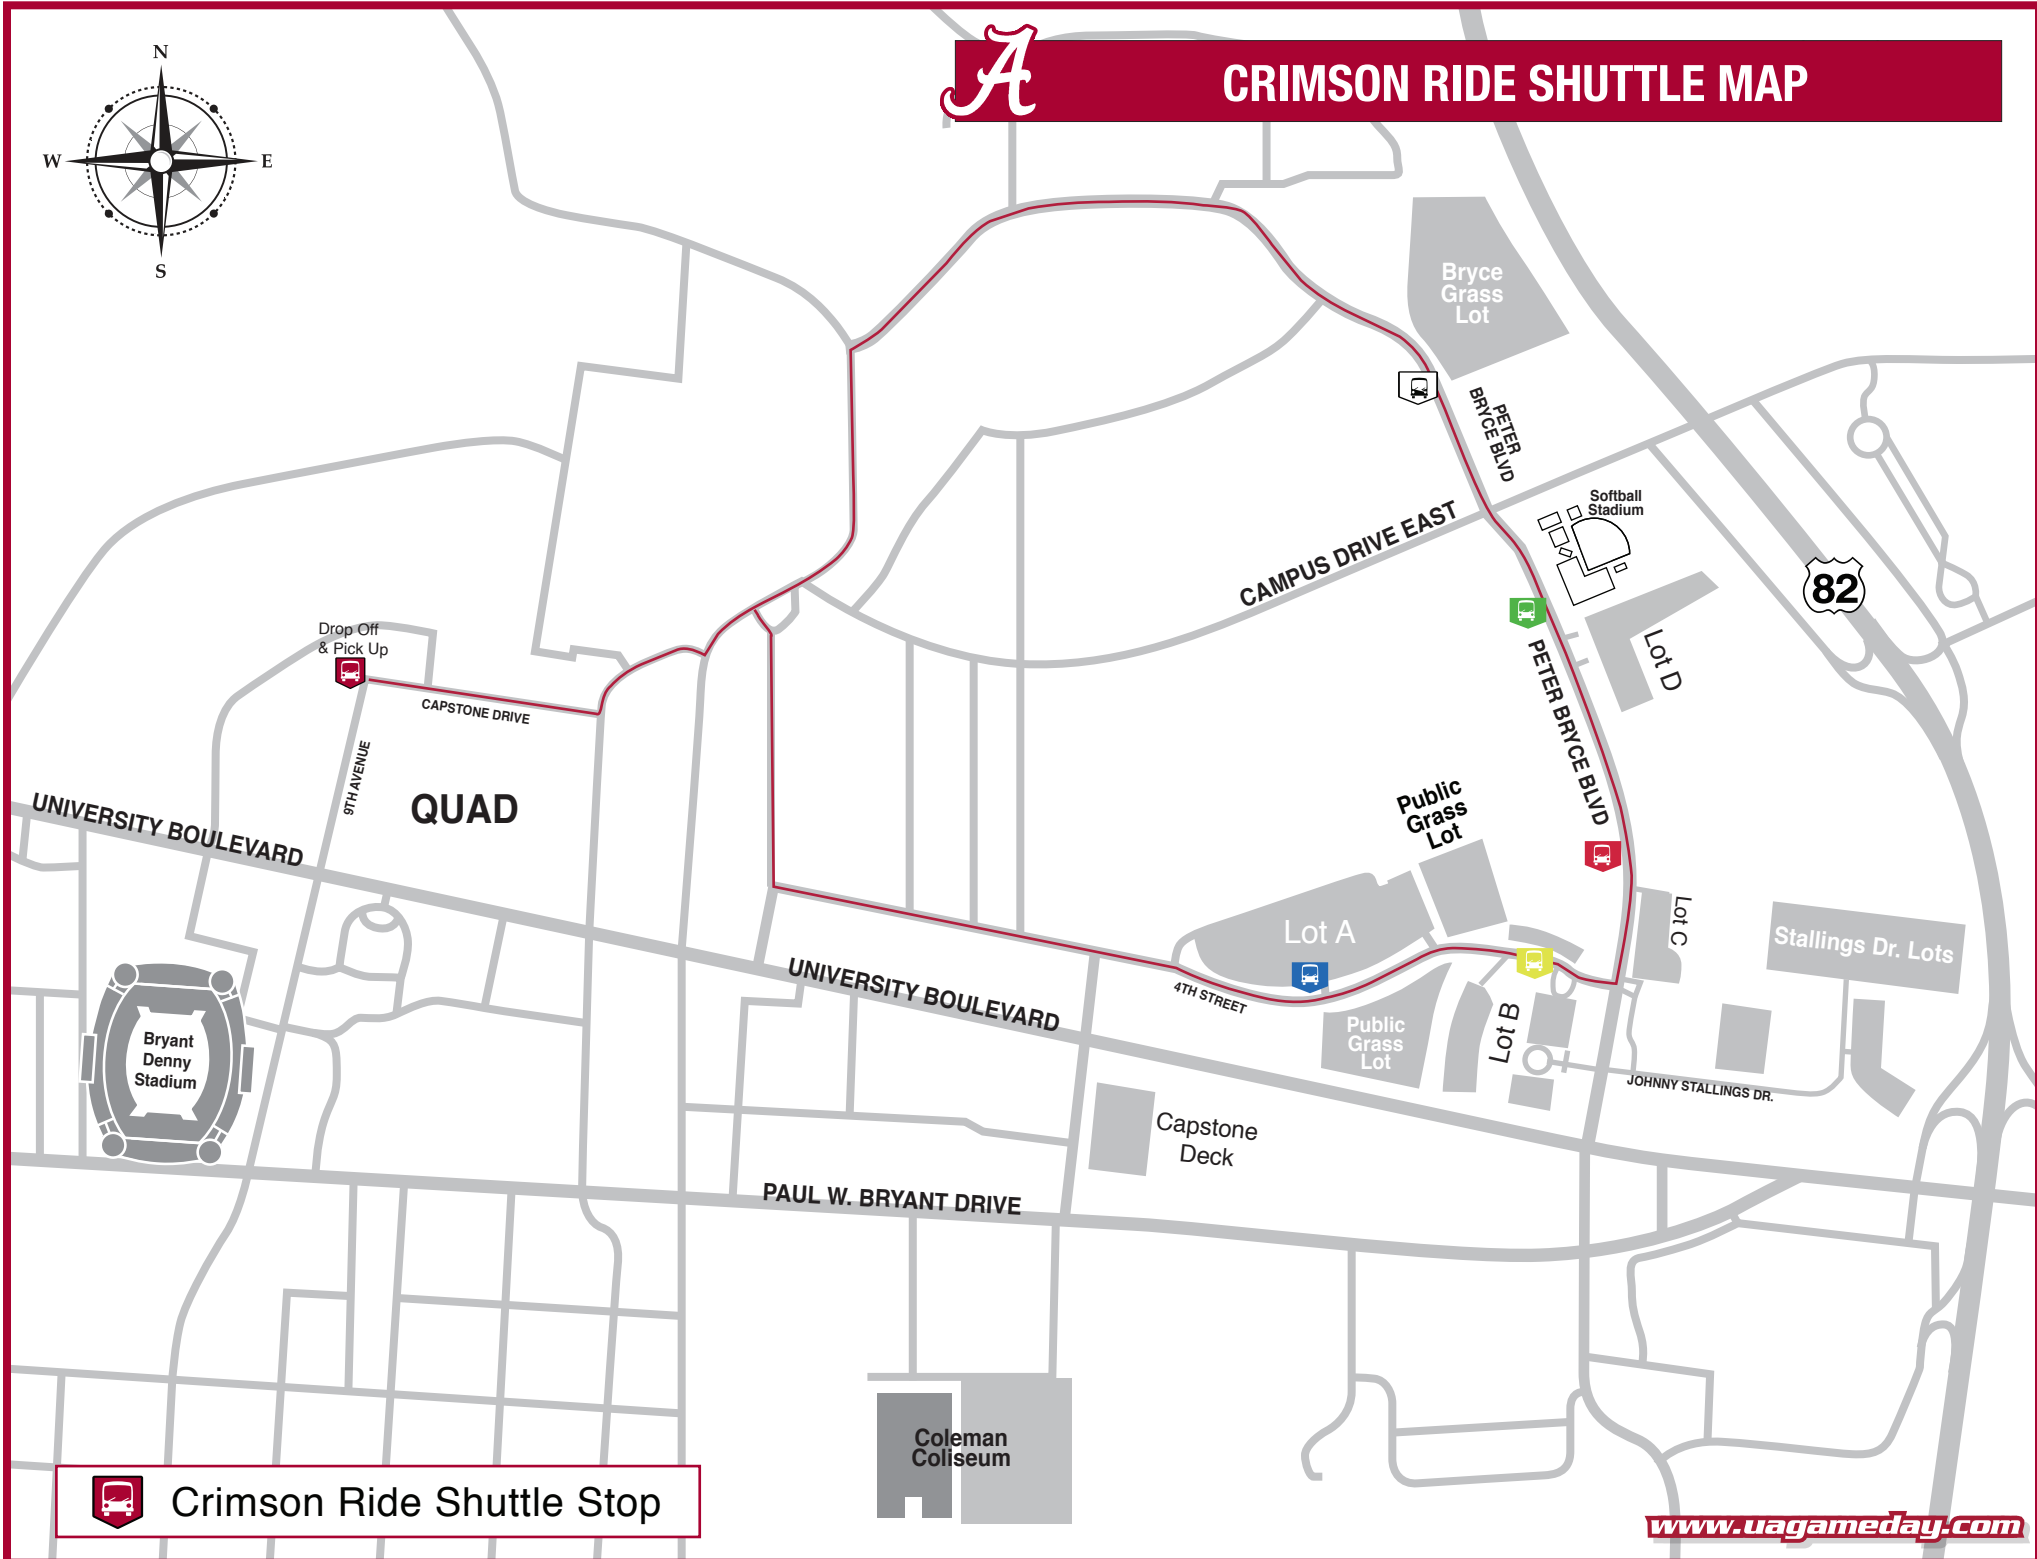 N
W
E
S
A
CRIMSON RIDE SHUTTLE MAP
Bryce
Grass
Lot
PETER
BRYCE BLVD
Softball
Stadium
CAMPUS DRIVE EAST
82
Drop Off
& Pick Up
CAPSTONE DRIVE
9TH AVENUE
QUAD
Lot D
PETER BRYCE BLVD
Public
Grass
Lot
UNIVERSITY BOULEVARD
Lot A
Lot C
Stallings Dr. Lots
UNIVERSITY BOULEVARD
4TH STREET
Public
Grass
Lot
Lot B
Bryant
Denny
Stadium
JOHNNY STALLINGS DR.
Capstone
Deck
PAUL W. BRYANT DRIVE
Coleman
Coliseum
Crimson Ride Shuttle Stop
www.uagameday.com